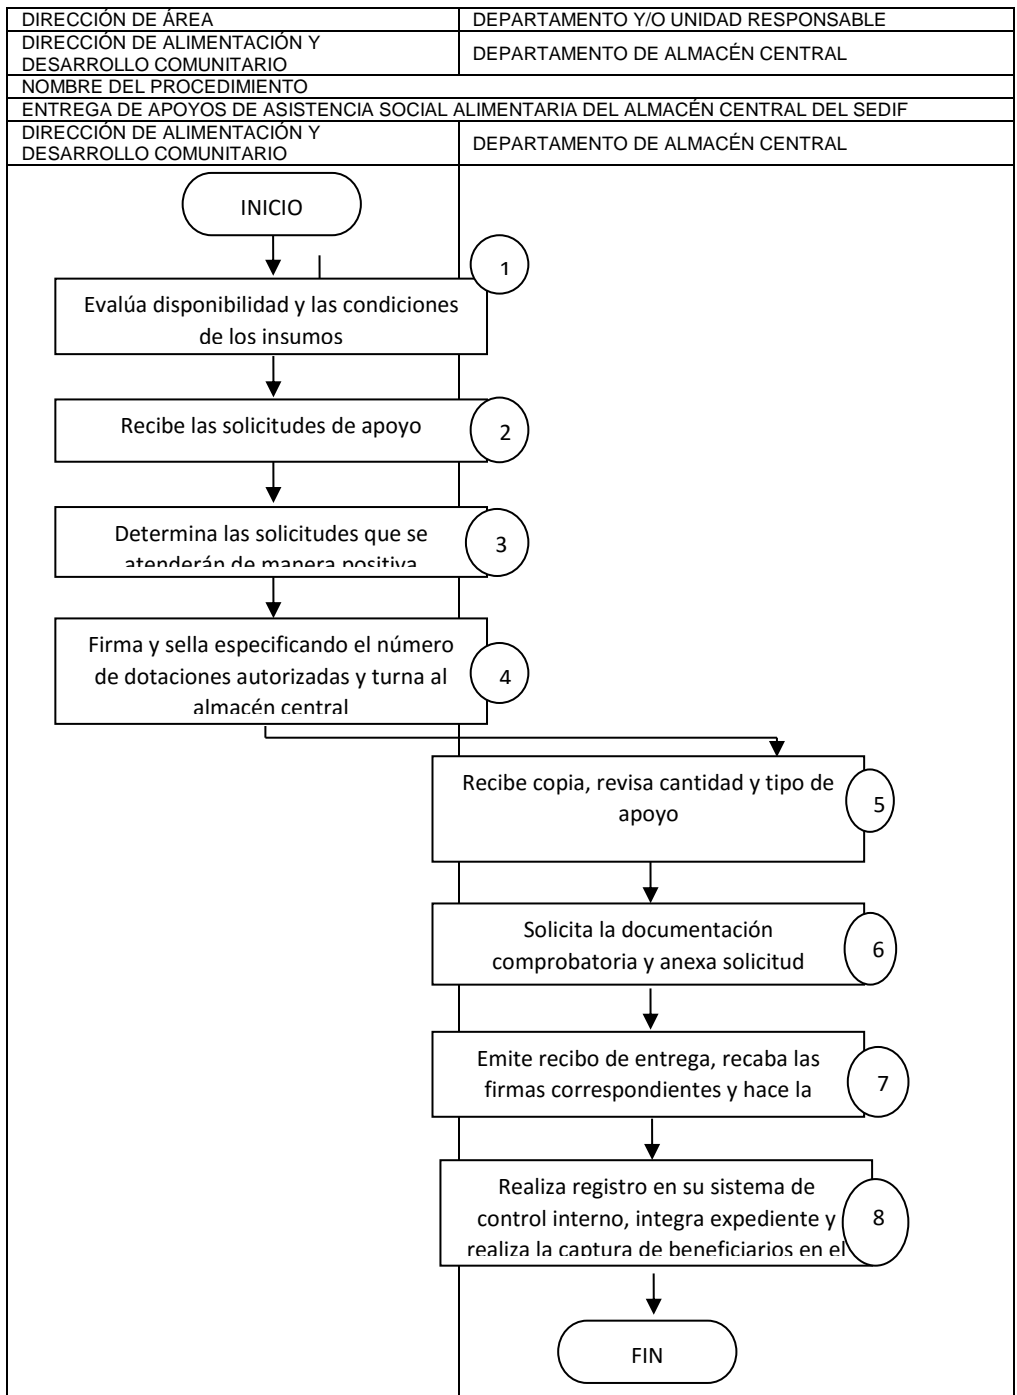 DIRECCIÓN DE ÁREA
DEPARTAMENTO Y/O UNIDAD RESPONSABLE
DIRECCIÓN DE ALIMENTACIÓN Y
DESARROLLO COMUNITARIO
DEPARTAMENTO DE ALMACÉN CENTRAL
NOMBRE DEL PROCEDIMIENTO
ENTREGA DE APOYOS DE ASISTENCIA SOCIAL ALIMENTARIA DEL ALMACÉN CENTRAL DEL SEDIF
DIRECCIÓN DE ALIMENTACIÓN Y
DESARROLLO COMUNITARIO
DEPARTAMENTO DE ALMACÉN CENTRAL
INICIO
1
Evalúa disponibilidad y las condiciones
de los insumos
Recibe las solicitudes de apoyo
2
Determina las solicitudes que se
atenderán de manera positiva
3
Firma y sella especificando el número
de dotaciones autorizadas y turna al
almacén central
4
Recibe copia, revisa cantidad y tipo de
apoyo
5
Solicita la documentación
comprobatoria y anexa solicitud
6
Emite recibo de entrega, recaba las
firmas correspondientes y hace la
7
Realiza registro en su sistema de
control interno, integra expediente y
realiza la captura de beneficiarios en el
8
FIN